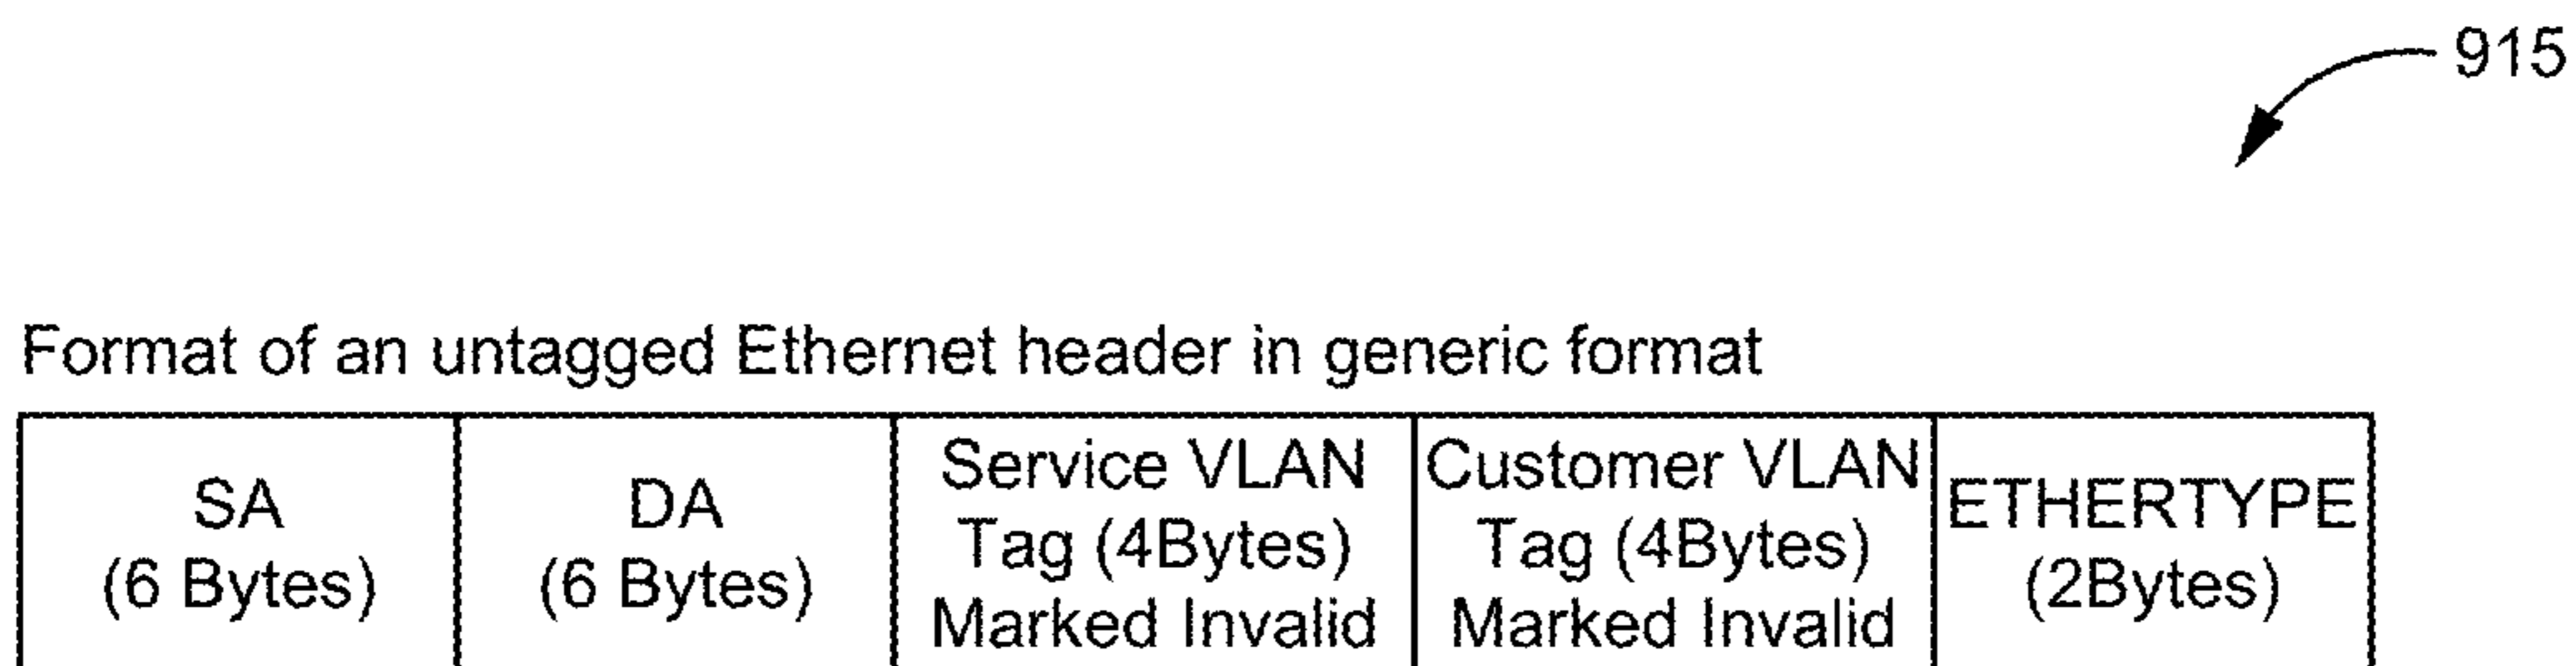 915
Format of an untagged Ethernet header in generic format
SA
(6 Bytes)
DA
(6 Bytes)
Service VLAN
Tag (4Bytes)
Marked Invalid
Customer VLAN
Tag (4Bytes)
Marked Invalid
ETHERTYPE
(2Bytes)